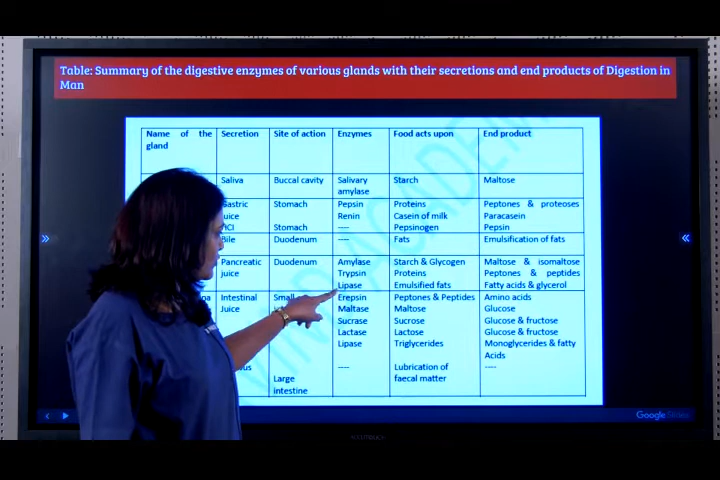 Table: Summary of the digestive enzymes of various glands with their secretions and end products of Digestion in
Man
Name of the gland Secretion Site of action Enzymes Food acts upon End product
Saliva Buccal cavity Salivary amylase Starch Maltose
Gastric Stomach Pepsin Proteins Peptones & proteoses
juice Renin Casein of milk Paracasein
Stomach ---- Pepsinogen Pepsin
Bile Duodenum ---- Fats Emulsification of fats
Pancreatic Duodenum Amylase Starch & Glycogen Maltose & isomaltose
juice Trypsin Proteins Peptones & peptides
Lipase Emulsified fats Fatty acids & glycerol
Intestinal Small Erepsin Peptones & Peptides Amino acids
Juice Maltase Maltose Glucose
Sucrase Sucrose Glucose & fructose
Lactase Lactose Glucose & fructose
Lipase Triglycerides Monoglycerides & fatty
Acids
---- Lubrication of ----
Large faecal matter
intestine
Google Slides